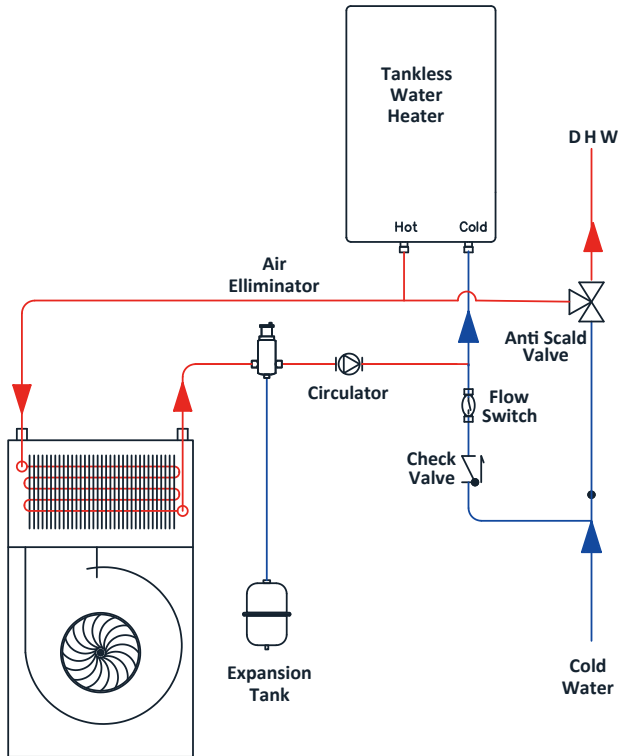 Tankless
Water
Heater
D H W
Hot
Cold
Air
Elliminator
Anti Scald
Valve
Circulator
Flow
Switch
Check
Valve
Expansion
Tank
Cold
Water